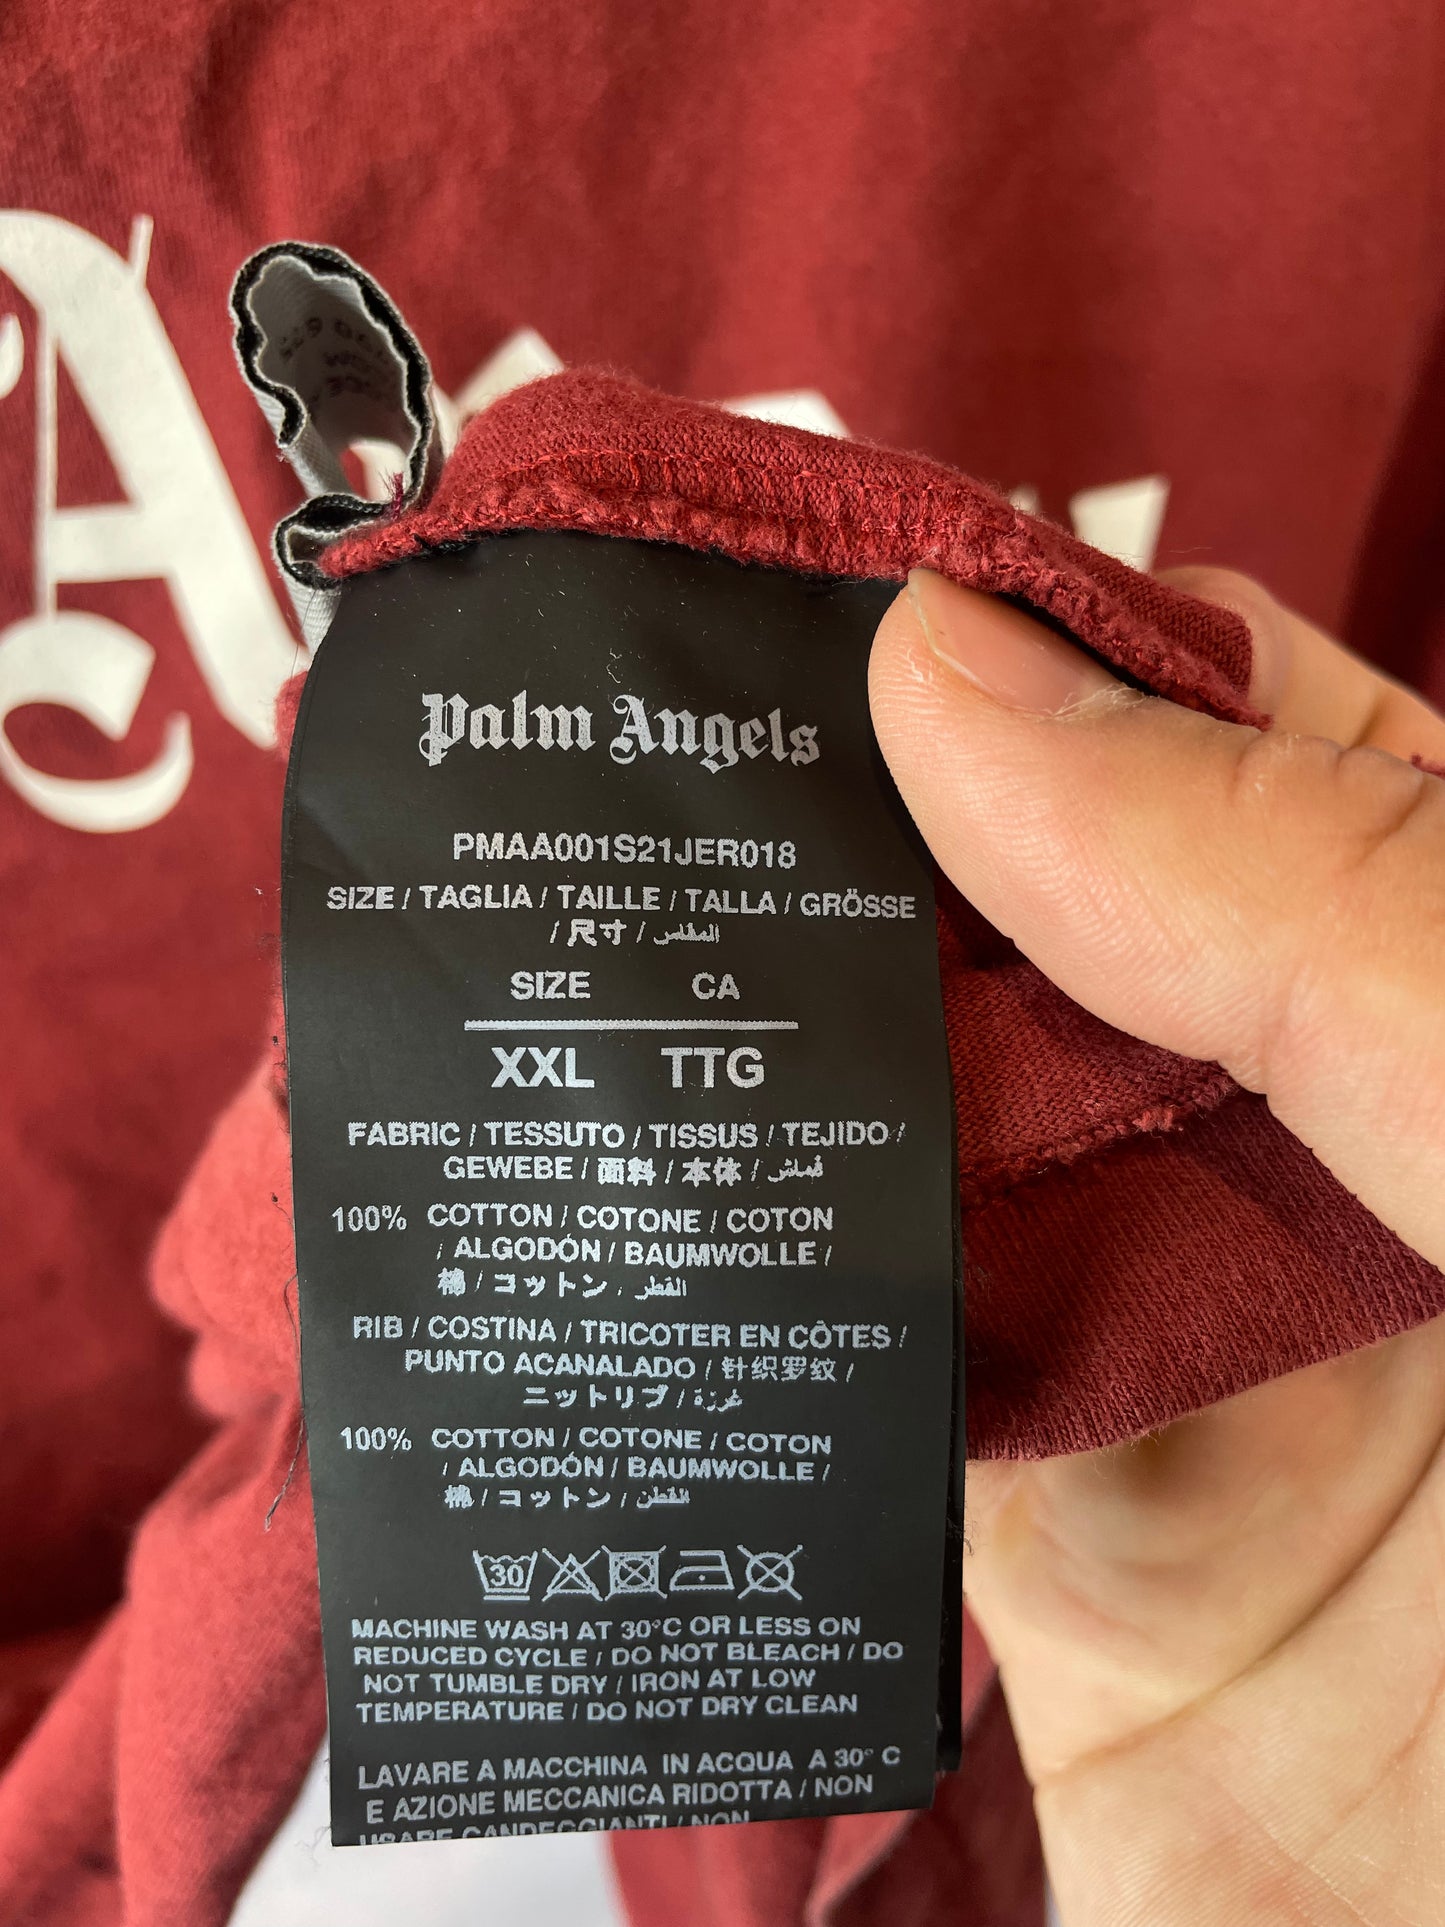 Palm Angels
PMAA001S21JER018
SIZE / TAGLIA / TAILLE / TALLA / GRÖSSE
/ 尺寸 / المقاس
SIZE CA
XXL TTG
FABRIC / TESSUTO / TISSUS / TEJIDO /
GEWEBE / 面料 / 本体 / قماش
100% COTTON / COTONE / COTON
/ ALGODÓN / BAUMWOLLE /
棉 / コットン / القطر
RIB / COSTINA / TRICOTER EN CÔTES /
PUNTO ACANALADO / 针织罗纹 /
ニットリブ / غرزة
100% COTTON / COTONE / COTON
/ ALGODÓN / BAUMWOLLE /
棉 / コットン / القطن
30
MACHINE WASH AT 30°C OR LESS ON
REDUCED CYCLE / DO NOT BLEACH / DO
NOT TUMBLE DRY / IRON AT LOW
TEMPERATURE / DO NOT DRY CLEAN
LAVARE A MACCHINA IN ACQUA A 30° C
E AZIONE MECCANICA RIDOTTA / NON
USARE CANDEGGIANTI / NON